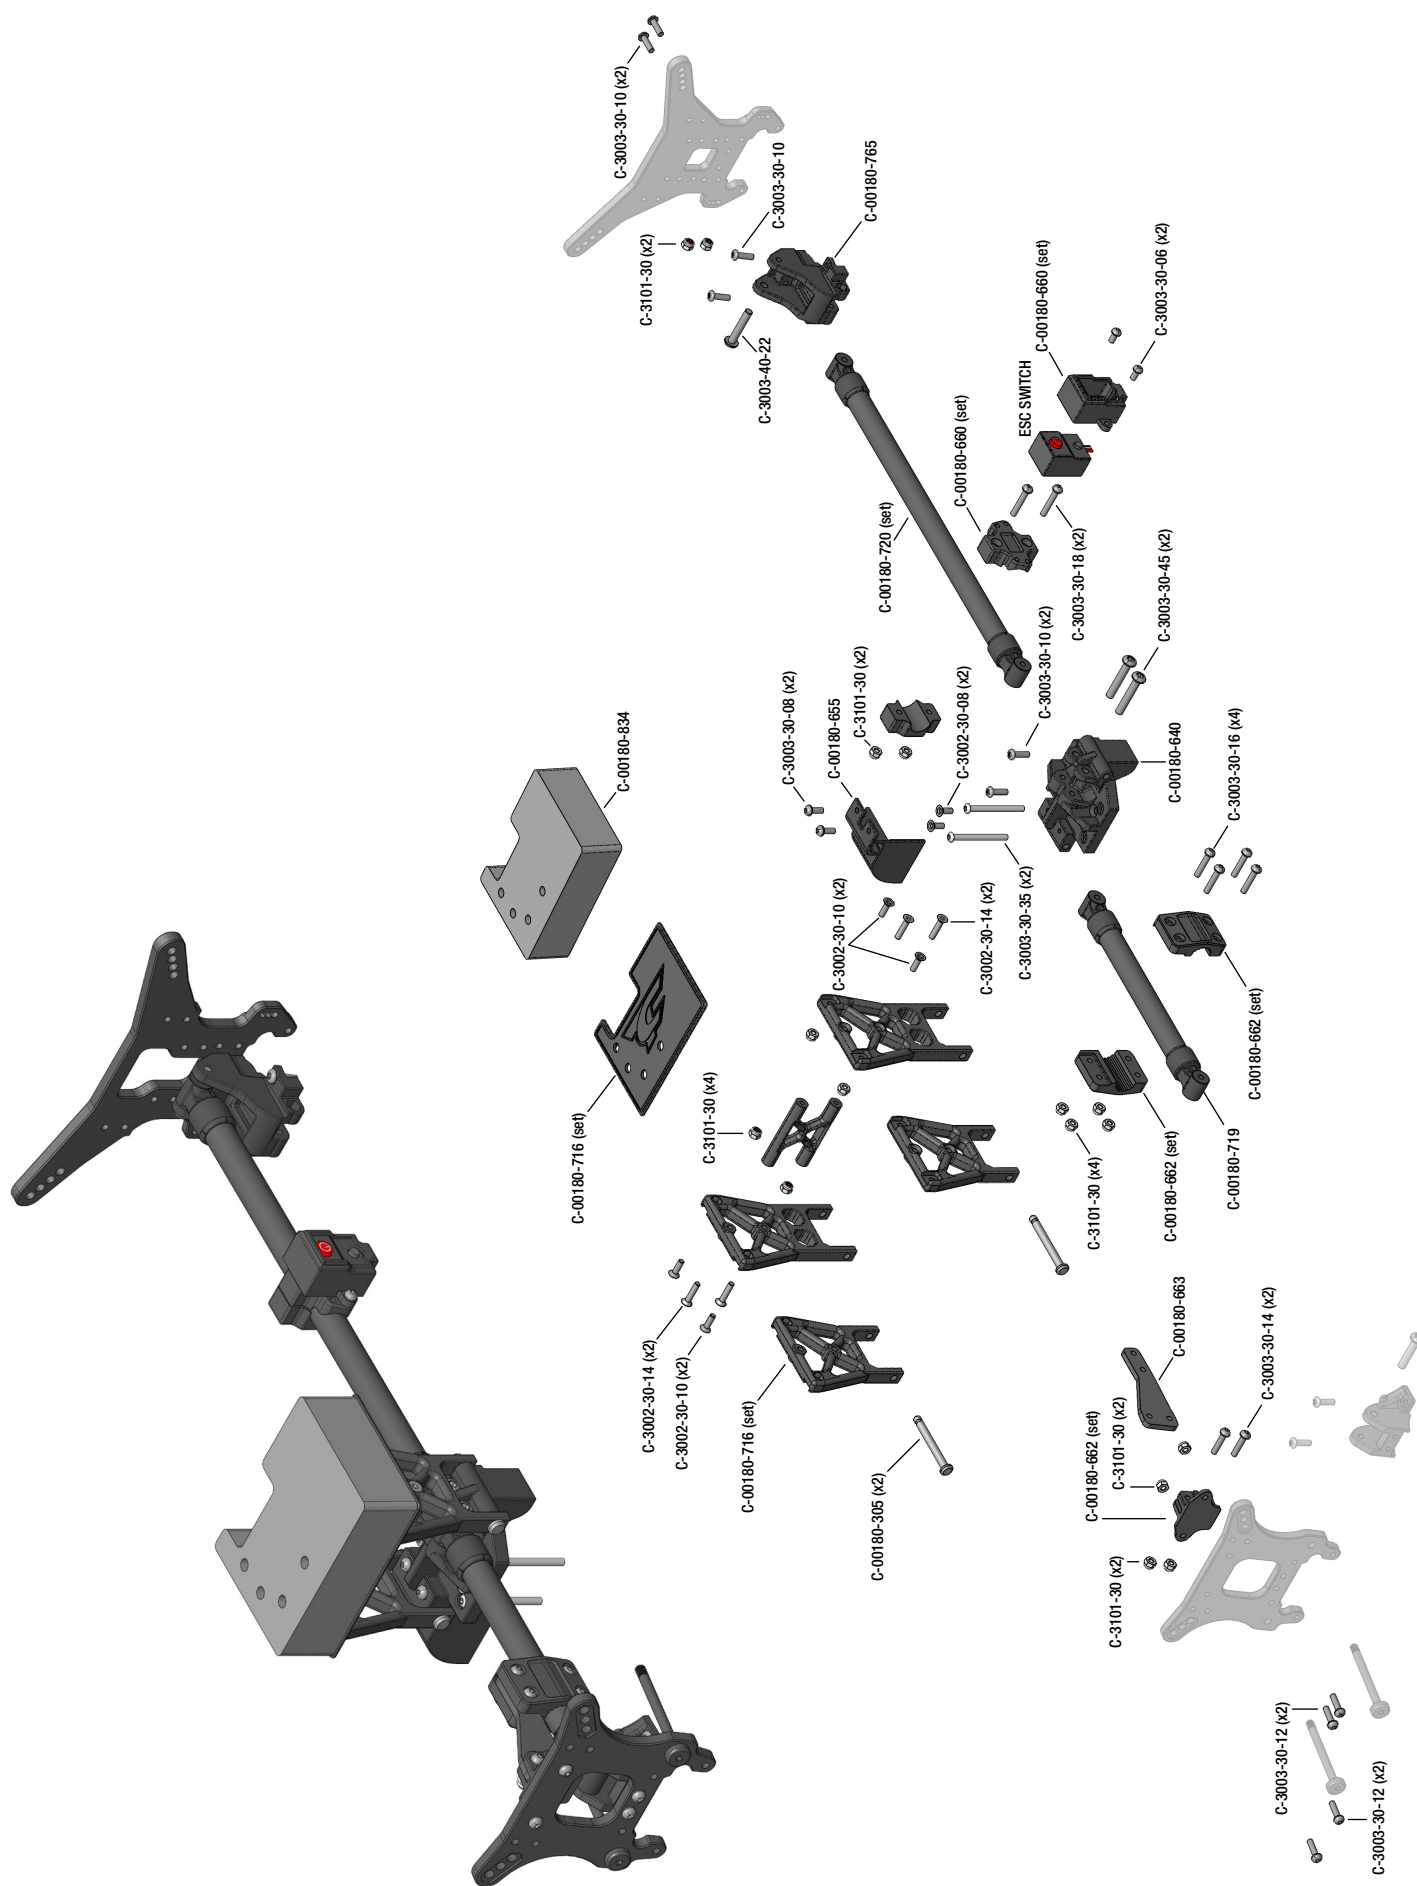 C-3003-30-10 (x2)
C-3101-30 (x2)
C-3003-30-10
C-3003-40-22
C-00180-765
C-00180-720 (set)
C-00180-660 (set)
ESC SWITCH
C-00180-660 (set)
C-3003-30-06 (x2)
C-3003-30-18 (x2)
C-3003-30-45 (x2)
C-00180-834
C-00180-716 (set)
C-3003-30-08 (x2)
C-00180-655
C-3101-30 (x2)
C-3002-30-08 (x2)
C-3003-30-10 (x2)
C-00180-640
C-3003-30-16 (x4)
C-3002-30-10 (x2)
C-3002-30-14 (x2)
C-3003-30-35 (x2)
C-00180-662 (set)
C-3101-30 (x4)
C-3101-30 (x4)
C-00180-662 (set)
C-00180-719
C-3002-30-14 (x2)
C-3002-30-10 (x2)
C-00180-716 (set)
C-00180-305 (x2)
C-00180-663
C-00180-662 (set)
C-3101-30 (x2)
C-3003-30-14 (x2)
C-3101-30 (x2)
C-3003-30-12 (x2)
C-3003-30-12 (x2)